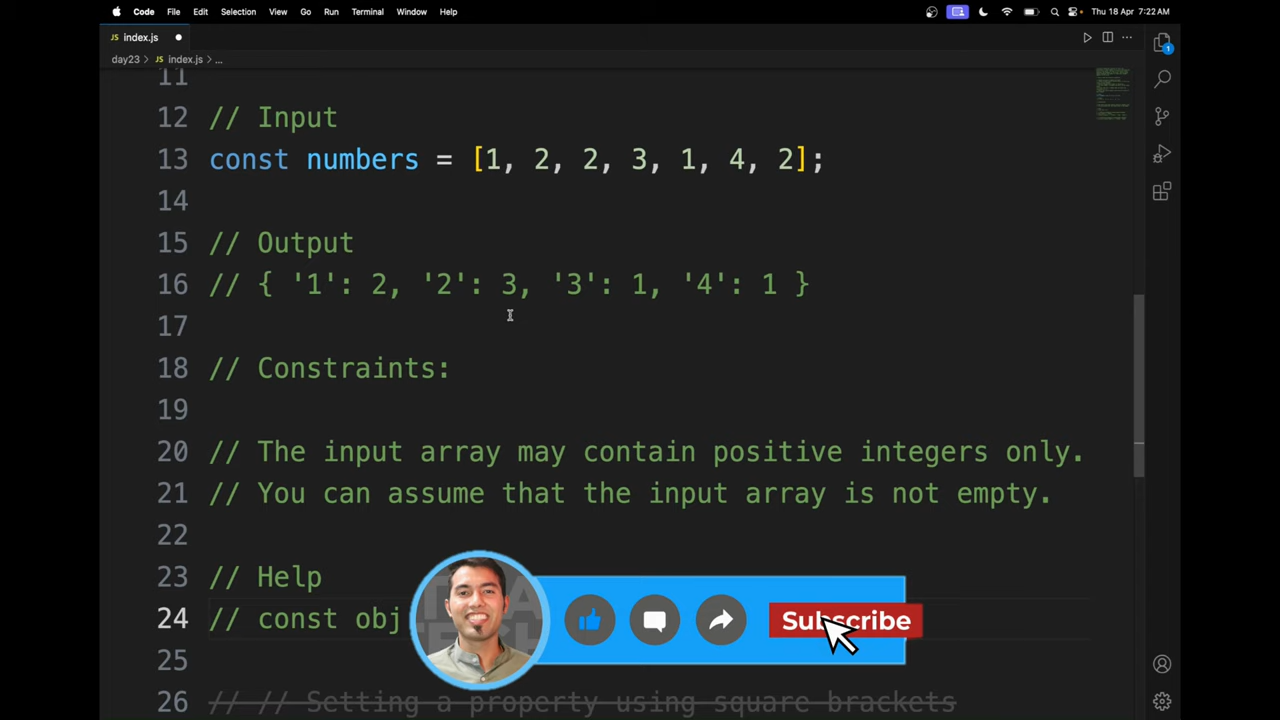 Code File Edit Selection View Go Run Terminal Window Help Thu 18 Apr 7:22 AM
JS index.js
day23 > JS index.js > ...
11
12 // Input
13 const numbers = [1, 2, 2, 3, 1, 4, 2];
14
15 // Output
16 // { '1': 2, '2': 3, '3': 1, '4': 1 }
17
18 // Constraints:
19
20 // The input array may contain positive integers only.
21 // You can assume that the input array is not empty.
22
23 // Help
24 // const obj
Subscribe
25
26 // // Setting a property using square brackets
1